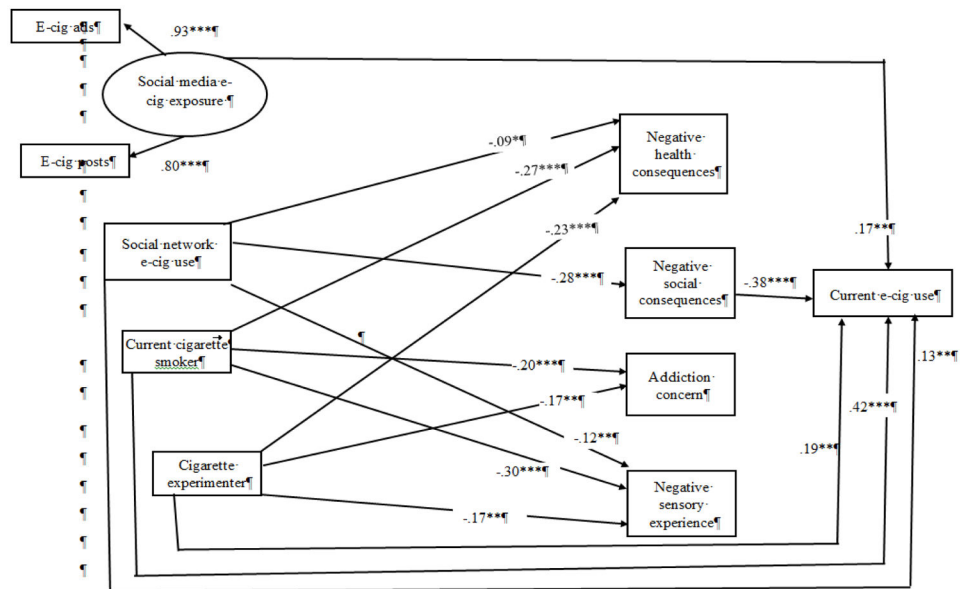 E-cig·ads¶
.93***¶
Social·media·e-
cig·exposure·¶
E-cig·posts¶
.80***¶
-.09*¶
Negative·
health·
consequences¶
-.27***¶
-.23***¶
.17**¶
Social·network·
e-cig·use¶
-.28***¶
Negative·
social·
consequences¶
-.38***¶
Current·e-cig·use¶
Current·cigarette·
smoker¶
.13**¶
-.20***¶
Addiction·
concern¶
-.17**¶
.42***¶
-.12**¶
.19**¶
Cigarette·
experimenter¶
-.30***¶
Negative·
sensory·
experience¶
-.17**¶